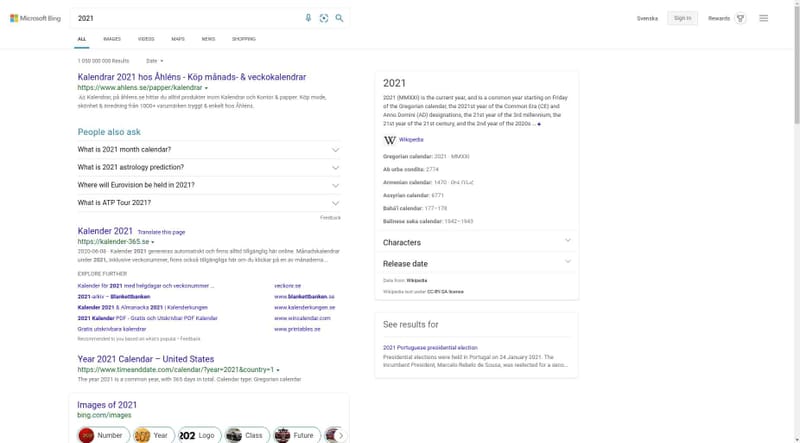 Microsoft Bing
2021
Svenska
Sign in
Rewards
ALL IMAGES VIDEOS MAPS NEWS SHOPPING
1 050 000 000 Results Date
Kalendrar 2021 hos Åhléns - Köp månads- & veckokalendrar
https://www.ahlens.se/papper/kalendrar
Ad Kalendrar, på åhlens.se hittar du alltid produkter inom Kalendrar och Kontor & papper. Köp mode,
skönhet & inredning från 1000+ varumärken tryggt & enkelt hos Åhléns.
People also ask
What is 2021 month calendar?
What is 2021 astrology prediction?
Where will Eurovision be held in 2021?
What is ATP Tour 2021?
Feedback
Kalender 2021 Translate this page
https://kalender-365.se
2020-06-06 · Kalender 2021 genereras automatiskt och finns alltid tillgänglig här online. Månadskalendrar
under 2021, inklusive veckonummer, finns också tillgängliga här om du klickar på en av månaderna...
EXPLORE FURTHER
Kalender för 2021 med helgdagar och veckonummer ... veckonr.se
2021-arkiv – Blankettbanken www.blankettbanken.se
Kalender 2021 & Almanacka 2021 i Kalenderkungen www.kalenderkungen.se
2021 Kalender PDF - Gratis och Utskrivbar PDF Kalender www.wincalendar.com
Gratis utskrivbara kalendrar www.printables.se
Recommended to you based on what's popular • Feedback
Year 2021 Calendar – United States
https://www.timeanddate.com/calendar/?year=2021&country=1
The year 2021 is a common year, with 365 days in total. Calendar type: Gregorian calendar
Images of 2021
bing.com/images
Number Year Logo Class Future
2021
2021 (MMXXI) is the current year, and is a common year starting on Friday
of the Gregorian calendar, the 2021st year of the Common Era (CE) and
Anno Domini (AD) designations, the 21st year of the 3rd millennium, the
21st year of the 21st century, and the 2nd year of the 2020s ...
W Wikipedia
Gregorian calendar: 2021 · MMXXI
Ab urbe condita: 2774
Armenian calendar: 1470 · ԹՎ ՌՆՀ
Assyrian calendar: 6771
Bahá'í calendar: 177–178
Balinese saka calendar: 1942–1943
Characters
Release date
Data from: Wikipedia
Wikipedia text under CC-BY-SA license
See results for
2021 Portuguese presidential election
Presidential elections were held in Portugal on 24 January 2021. The
incumbent President, Marcelo Rebelo de Sousa, was reelected for a seco...